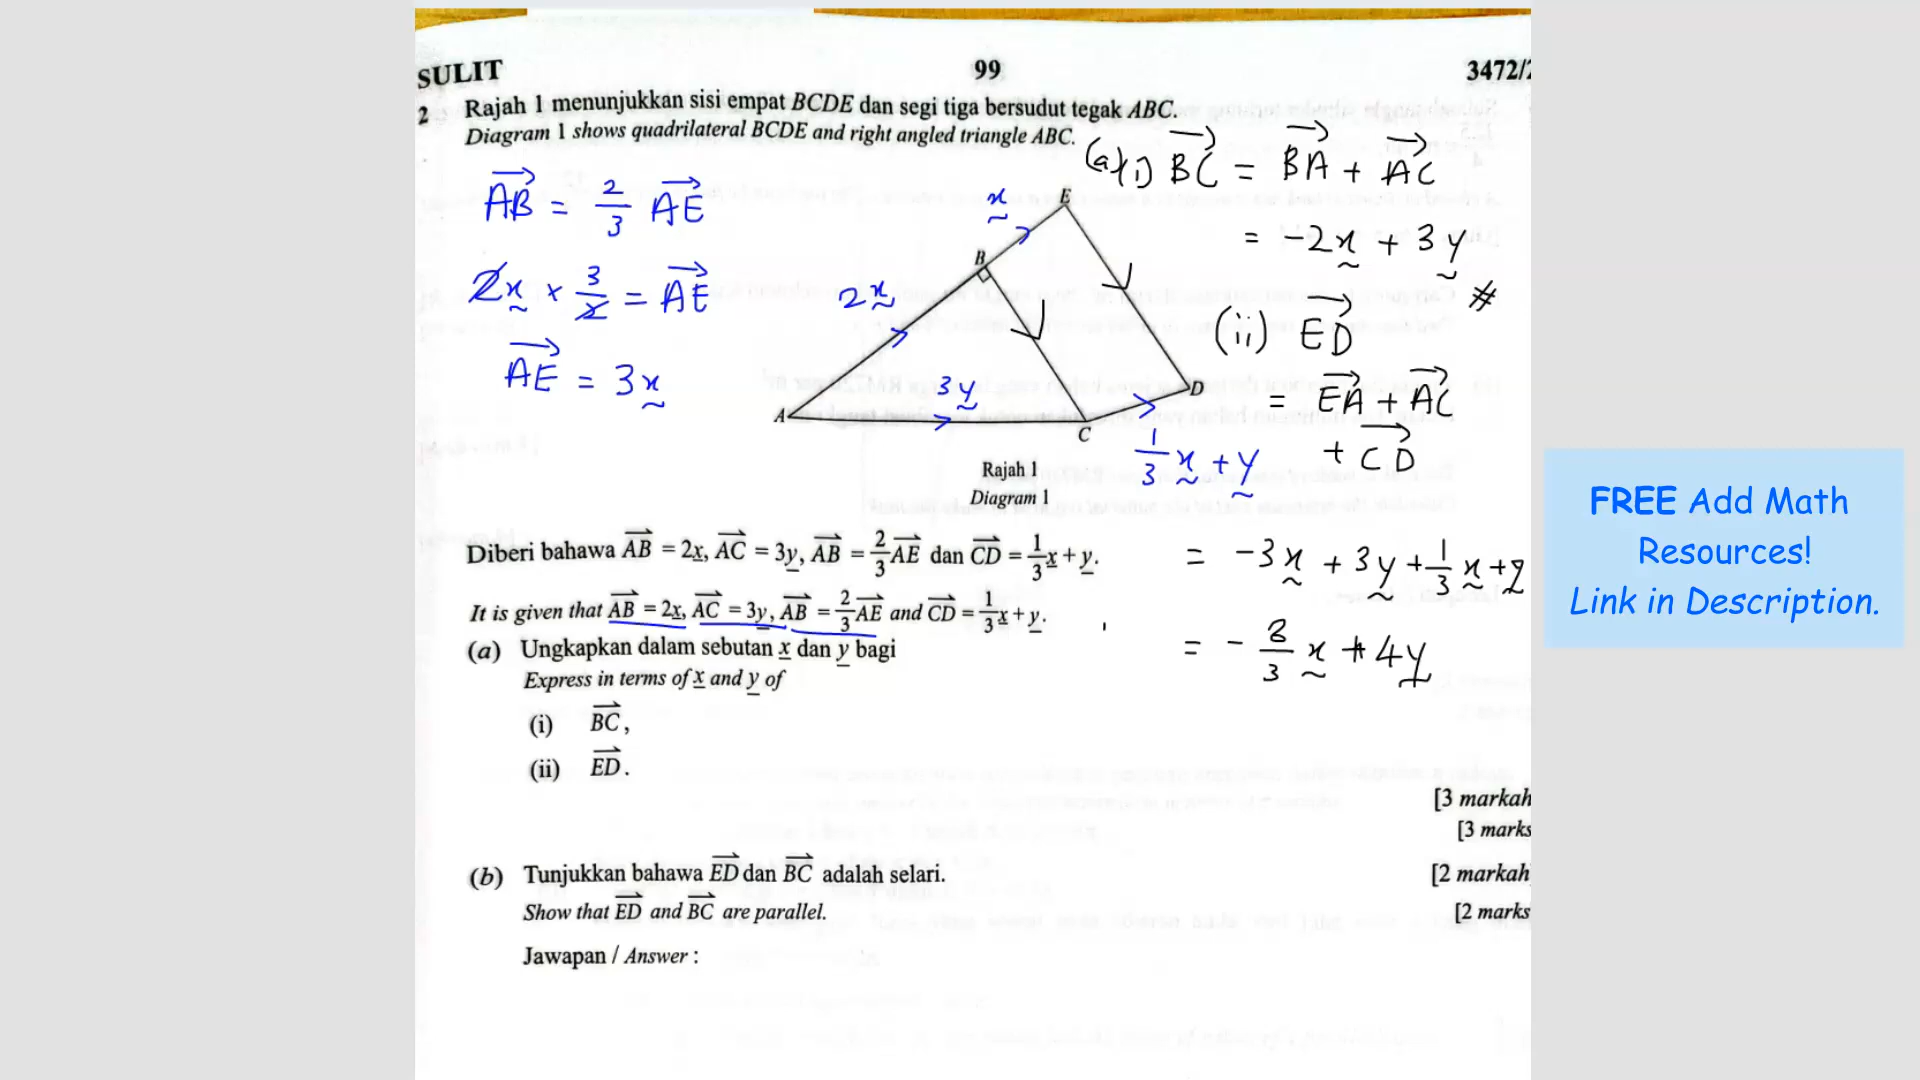 SULIT 99 3472/2
2 Rajah 1 menunjukkan sisi empat BCDE dan segi tiga bersudut tegak ABC.
Diagram 1 shows quadrilateral BCDE and right angled triangle ABC.
AB = 2/3 AE
2x × 3/2 = AE
AE = 3x
E
x
B
2x
3y
A
C
D
1/3 x + y
Rajah 1
Diagram 1
(a)(i) BC = BA + AC
= -2x + 3y
#
(ii) ED
= EA + AC
+ CD
= -3x + 3y + 1/3 x + y
= - 8/3 x + 4y
Diberi bahawa AB = 2x, AC = 3y, AB = 2/3 AE dan CD = 1/3 x + y.
It is given that AB = 2x, AC = 3y, AB = 2/3 AE and CD = 1/3 x + y.
(a) Ungkapkan dalam sebutan x dan y bagi
Express in terms of x and y of
(i) BC,
(ii) ED.
[3 markah
[3 marks
(b) Tunjukkan bahawa ED dan BC adalah selari. [2 markah
Show that ED and BC are parallel. [2 marks
Jawapan / Answer :
FREE Add Math
Resources!
Link in Description.